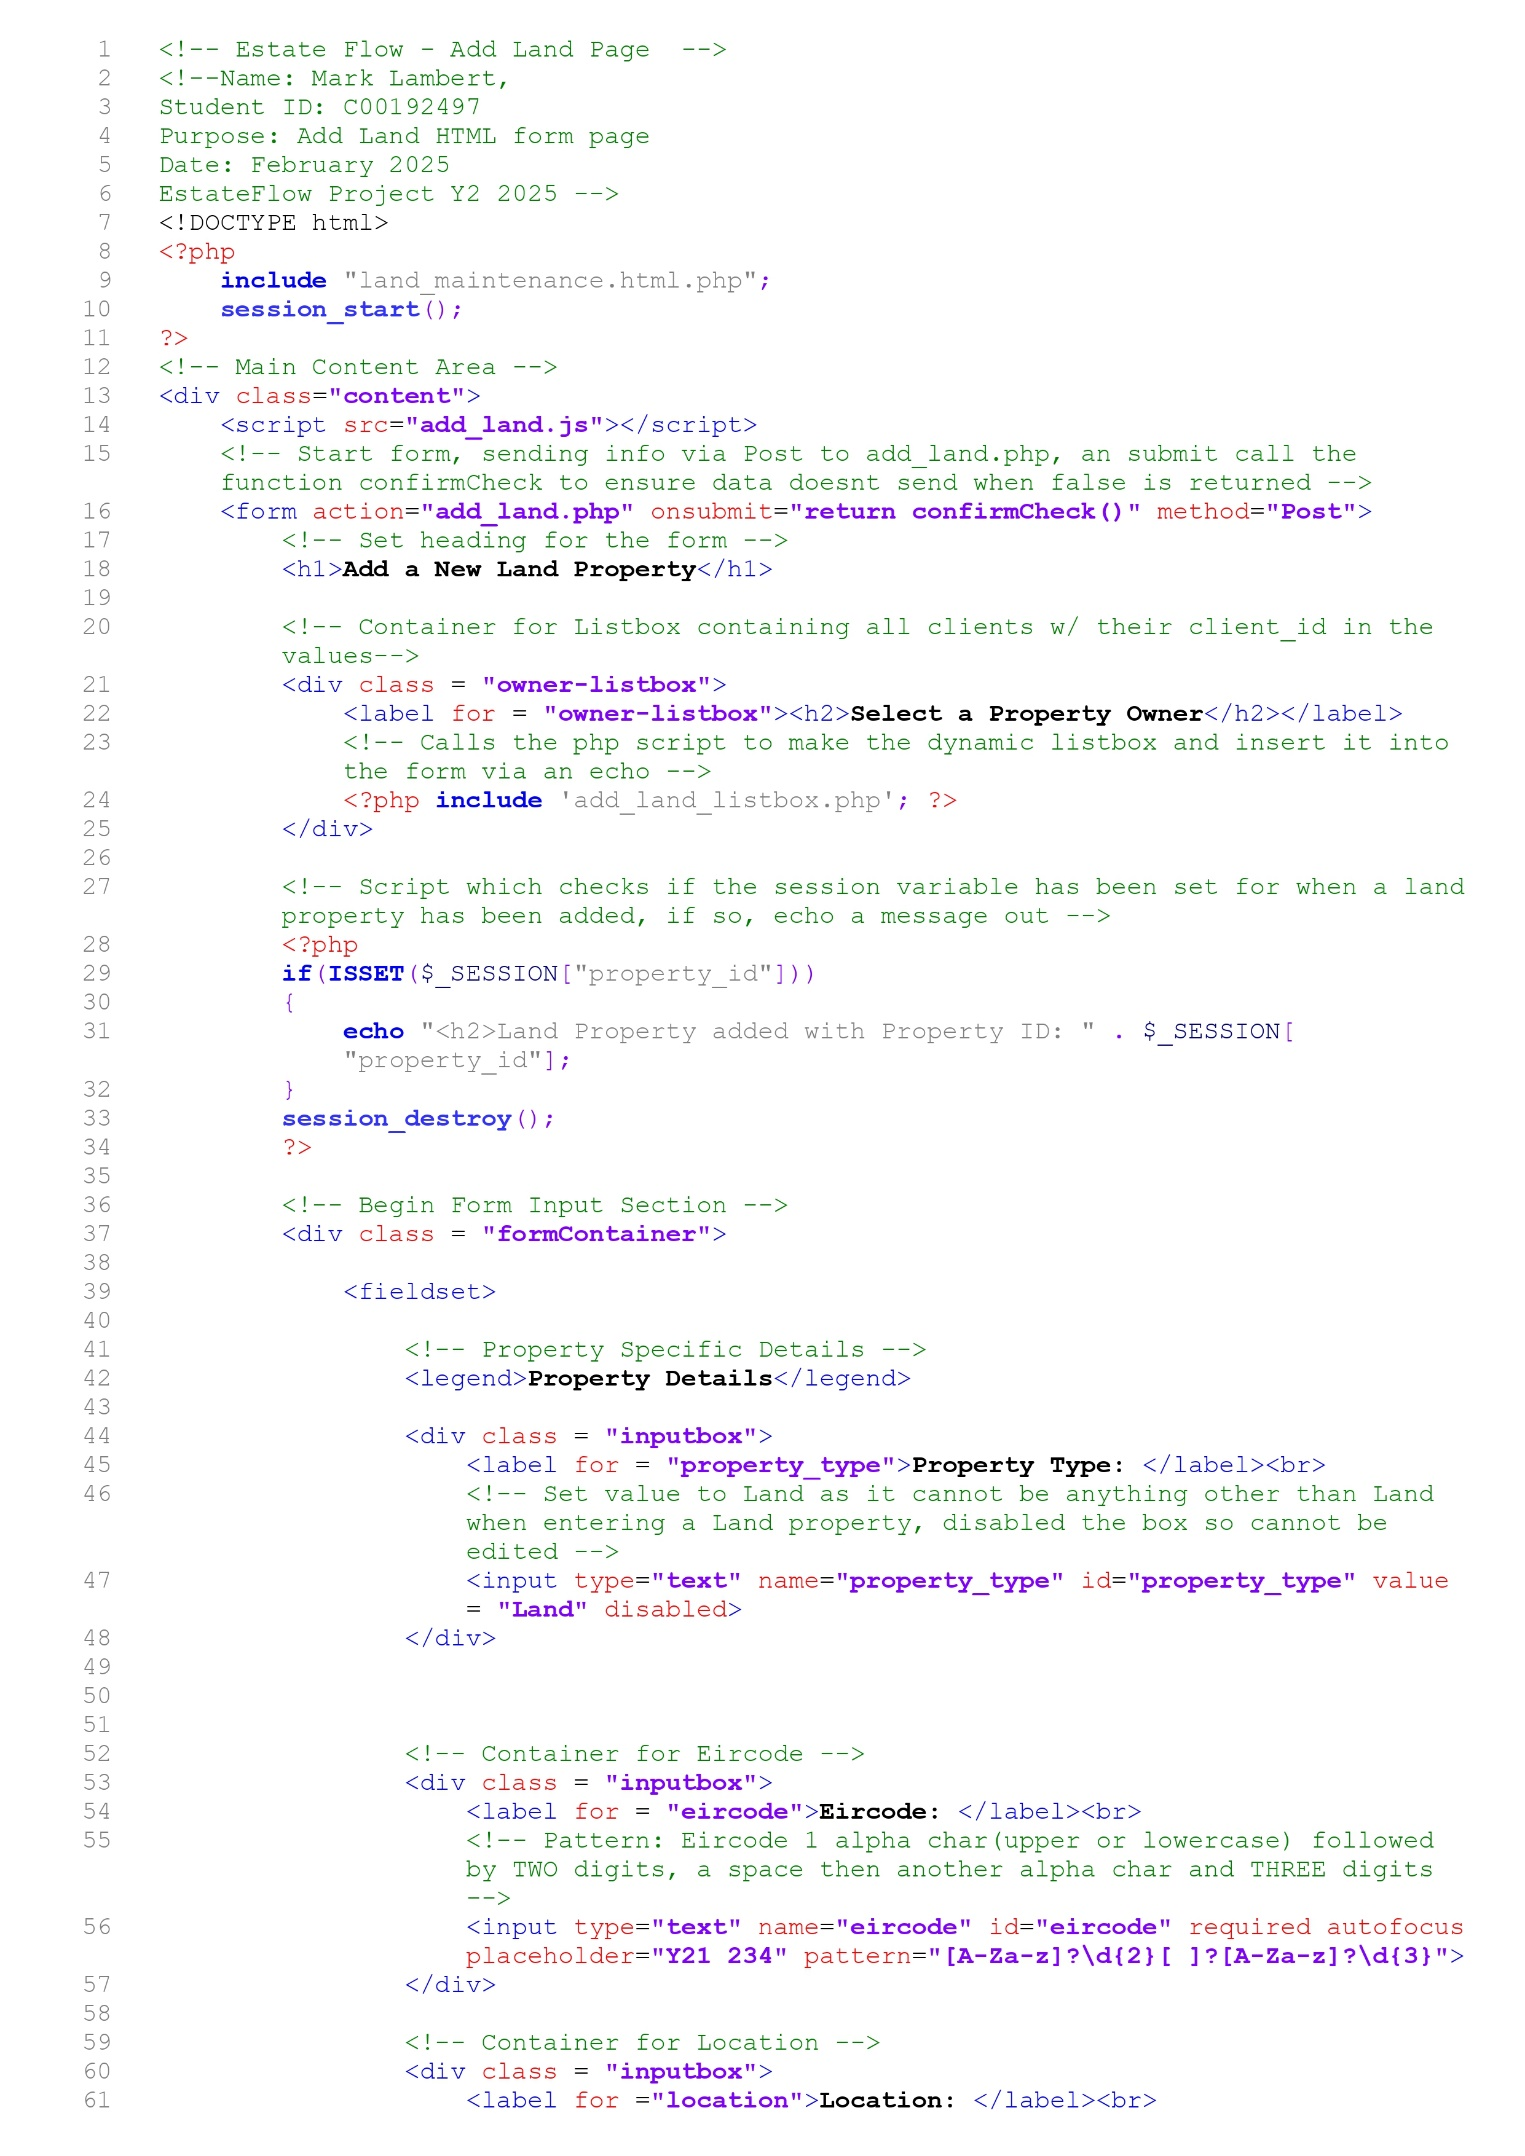 1 <!-- Estate Flow - Add Land Page  -->
2 <!--Name: Mark Lambert,
3 Student ID: C00192497
4 Purpose: Add Land HTML form page
5 Date: February 2025
6 EstateFlow Project Y2 2025 -->
7 <!DOCTYPE html>
8 <?php
9     include "land_maintenance.html.php";
10     session_start();
11 ?>
12 <!-- Main Content Area -->
13 <div class="content">
14     <script src="add_land.js"></script>
15     <!-- Start form, sending info via Post to add_land.php, an submit call the
    function confirmCheck to ensure data doesnt send when false is returned -->
16     <form action="add_land.php" onsubmit="return confirmCheck()" method="Post">
17         <!-- Set heading for the form -->
18         <h1>Add a New Land Property</h1>
19
20         <!-- Container for Listbox containing all clients w/ their client_id in the
        values-->
21         <div class = "owner-listbox">
22             <label for = "owner-listbox"><h2>Select a Property Owner</h2></label>
23             <!-- Calls the php script to make the dynamic listbox and insert it into
            the form via an echo -->
24             <?php include 'add_land_listbox.php'; ?>
25         </div>
26
27         <!-- Script which checks if the session variable has been set for when a land
        property has been added, if so, echo a message out -->
28         <?php
29         if(ISSET($_SESSION["property_id"]))
30         {
31             echo "<h2>Land Property added with Property ID: " . $_SESSION[
            "property_id"];
32         }
33         session_destroy();
34         ?>
35
36         <!-- Begin Form Input Section -->
37         <div class = "formContainer">
38
39             <fieldset>
40
41                 <!-- Property Specific Details -->
42                 <legend>Property Details</legend>
43
44                 <div class = "inputbox">
45                     <label for = "property_type">Property Type: </label><br>
46                     <!-- Set value to Land as it cannot be anything other than Land
                    when entering a Land property, disabled the box so cannot be
                    edited -->
47                     <input type="text" name="property_type" id="property_type" value
                    = "Land" disabled>
48                 </div>
49
50
51
52                 <!-- Container for Eircode -->
53                 <div class = "inputbox">
54                     <label for = "eircode">Eircode: </label><br>
55                     <!-- Pattern: Eircode 1 alpha char(upper or lowercase) followed
                    by TWO digits, a space then another alpha char and THREE digits
                    -->
56                     <input type="text" name="eircode" id="eircode" required autofocus
                    placeholder="Y21 234" pattern="[A-Za-z]?\d{2}[ ]?[A-Za-z]?\d{3}">
57                 </div>
58
59                 <!-- Container for Location -->
60                 <div class = "inputbox">
61                     <label for ="location">Location: </label><br>